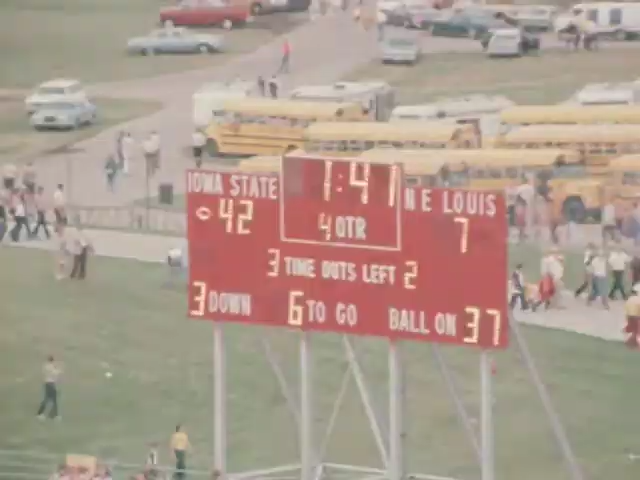 IOWA STATE 1:41 N E LOUIS
42 4 QTR 7
3 TIME OUTS LEFT 2
3 DOWN 6 TO GO BALL ON 37